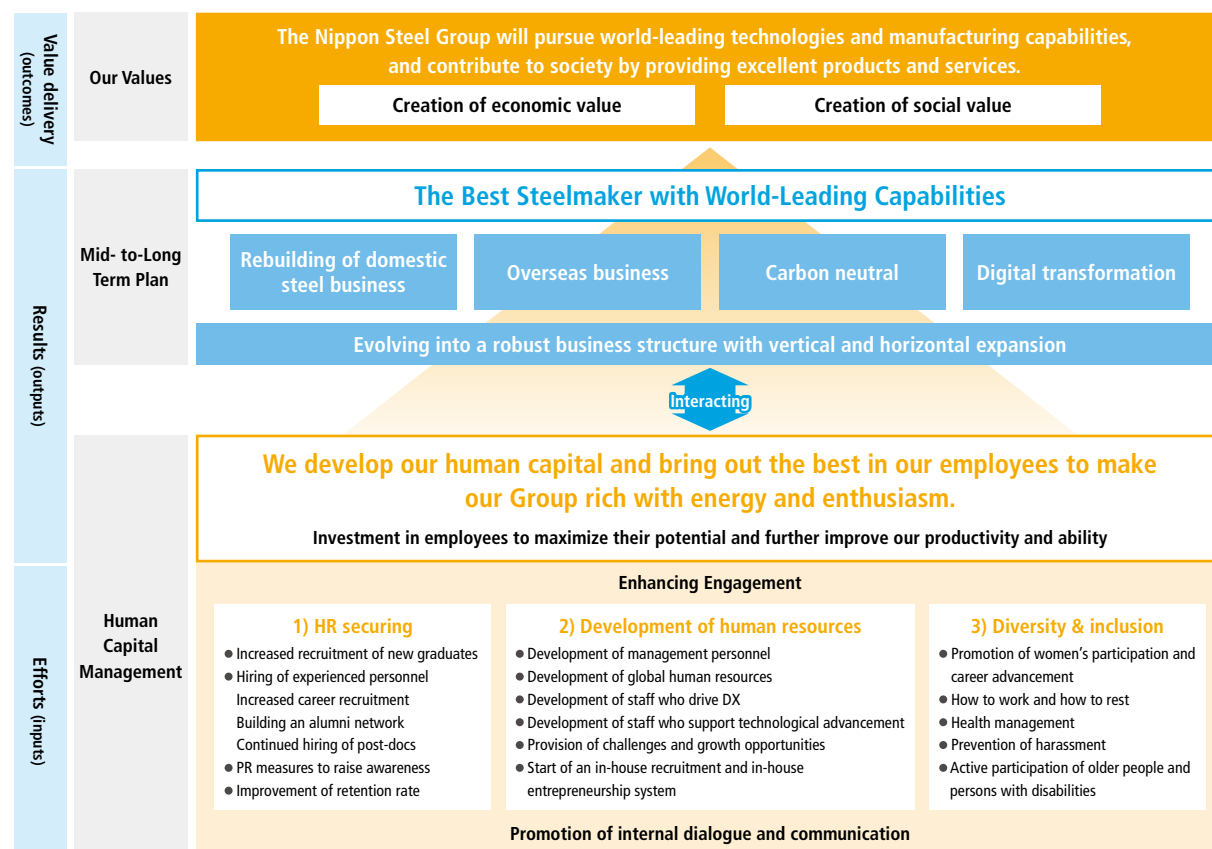 Value delivery
(outcomes)
Our Values
The Nippon Steel Group will pursue world-leading technologies and manufacturing capabilities,
and contribute to society by providing excellent products and services.
Creation of economic value
Creation of social value
Results (outputs)
Mid- to-Long
Term Plan
The Best Steelmaker with World-Leading Capabilities
Rebuilding of domestic
steel business
Overseas business
Carbon neutral
Digital transformation
Evolving into a robust business structure with vertical and horizontal expansion
Interacting
We develop our human capital and bring out the best in our employees to make
our Group rich with energy and enthusiasm.
Investment in employees to maximize their potential and further improve our productivity and ability
Efforts (inputs)
Human
Capital
Management
Enhancing Engagement
1) HR securing
● Increased recruitment of new graduates
● Hiring of experienced personnel
Increased career recruitment
Building an alumni network
Continued hiring of post-docs
● PR measures to raise awareness
● Improvement of retention rate
2) Development of human resources
● Development of management personnel
● Development of global human resources
● Development of staff who drive DX
● Development of staff who support technological advancement
● Provision of challenges and growth opportunities
● Start of an in-house recruitment and in-house
entrepreneurship system
3) Diversity & inclusion
● Promotion of women's participation and
career advancement
● How to work and how to rest
● Health management
● Prevention of harassment
● Active participation of older people and
persons with disabilities
Promotion of internal dialogue and communication